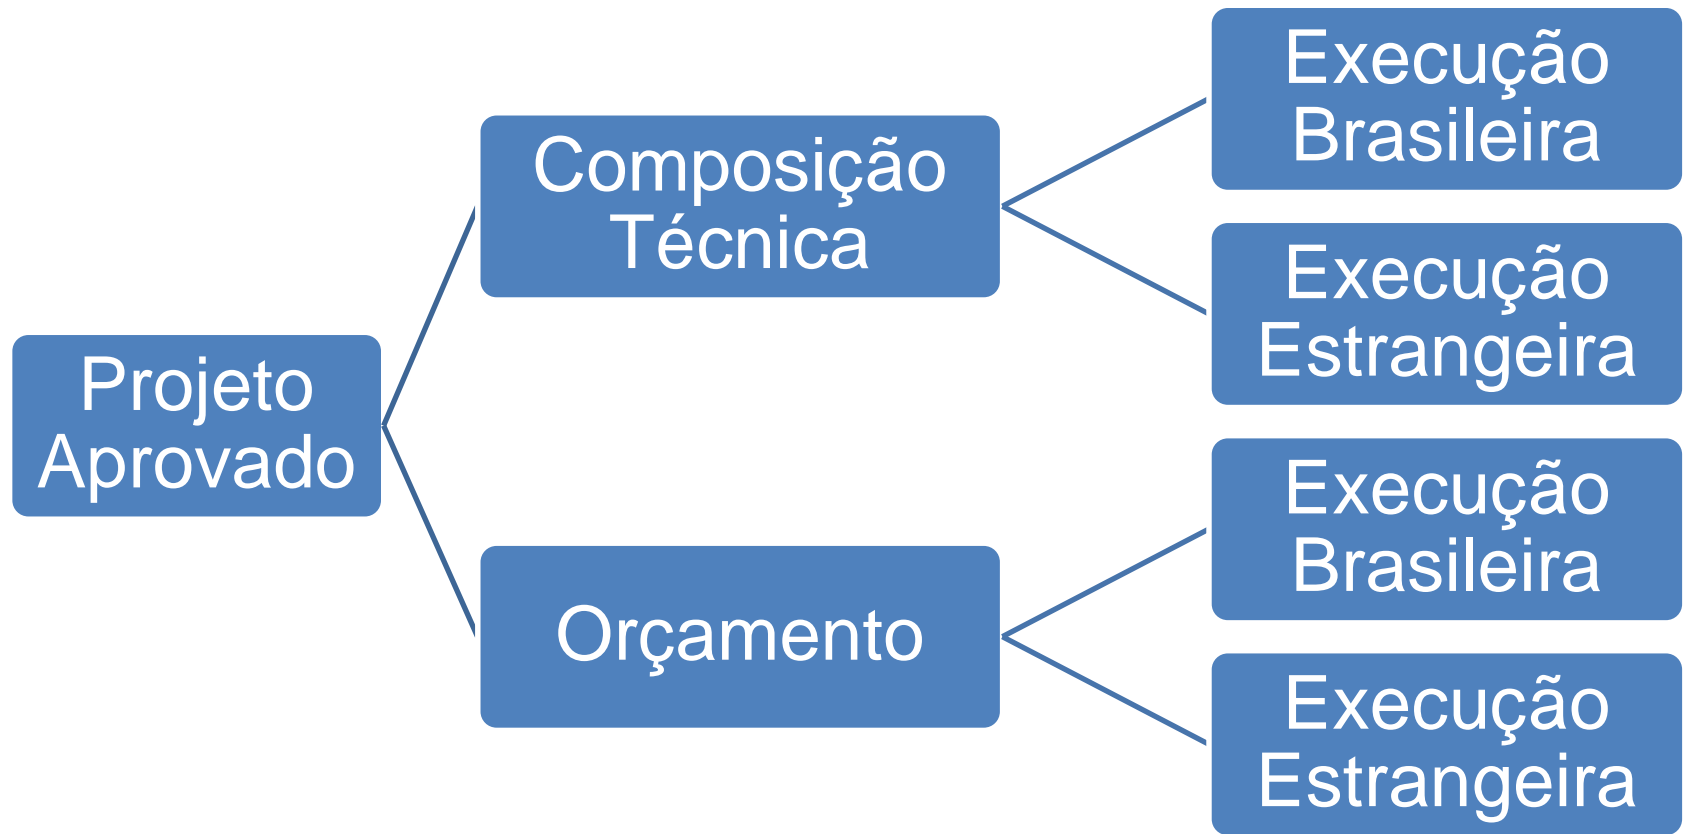 Projeto
Aprovado
Composição
Técnica
Execução
Brasileira
Execução
Estrangeira
Orçamento
Execução
Brasileira
Execução
Estrangeira